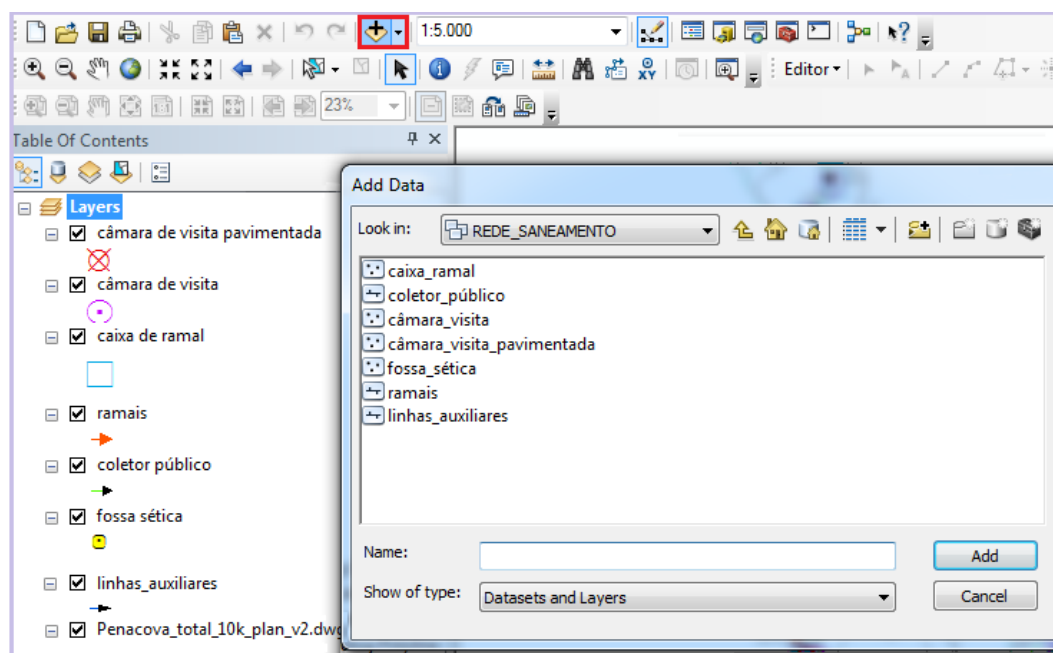 1:5.000
Editor
23%
Table Of Contents
Layers
câmara de visita pavimentada
câmara de visita
caixa de ramal
ramais
coletor público
fossa sética
linhas_auxiliares
Penacova_total_10k_plan_v2.dwg
Add Data
Look in:
REDE_SANEAMENTO
caixa_ramal
coletor_público
câmara_visita
câmara_visita_pavimentada
fossa_sética
ramais
linhas_auxiliares
Name:
Add
Show of type:
Datasets and Layers
Cancel